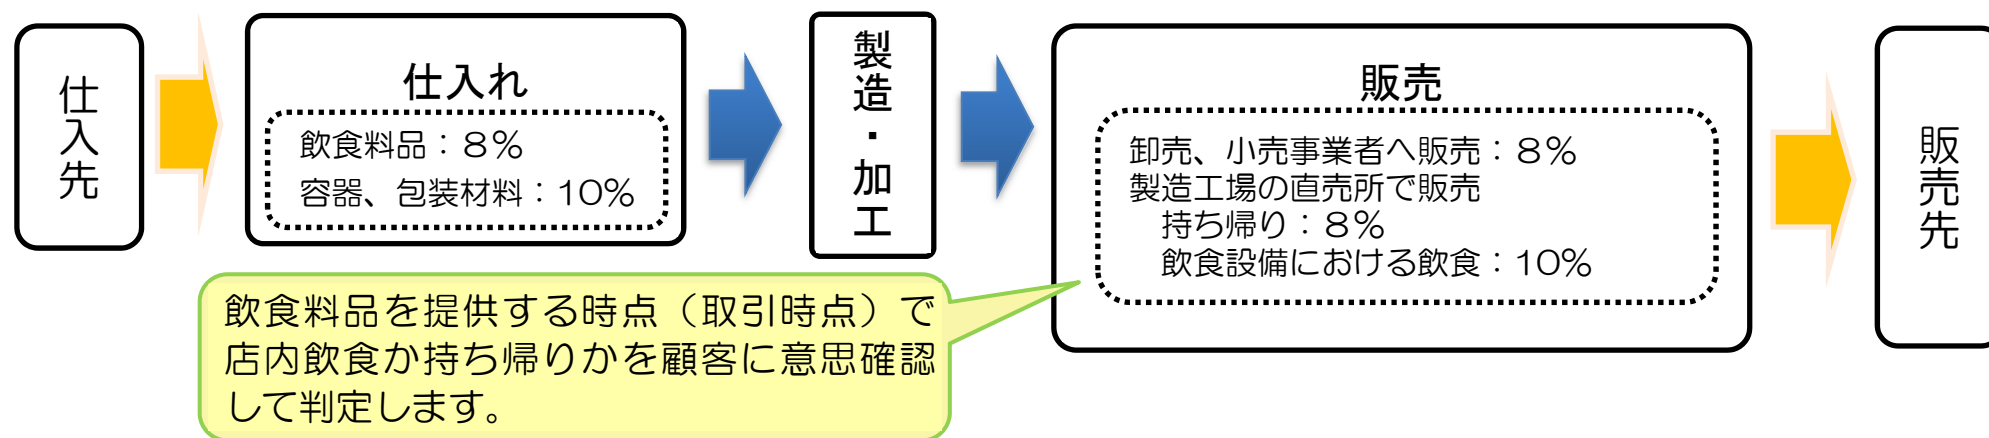 仕入先
仕入れ
飲食料品：８％
容器、包装材料：10％
製造・加工
販売
卸売、小売事業者へ販売：８％
製造工場の直売所で販売
持ち帰り：８％
飲食設備における飲食：10％
販売先
飲食料品を提供する時点（取引時点）で
店内飲食か持ち帰りかを顧客に意思確認
して判定します。